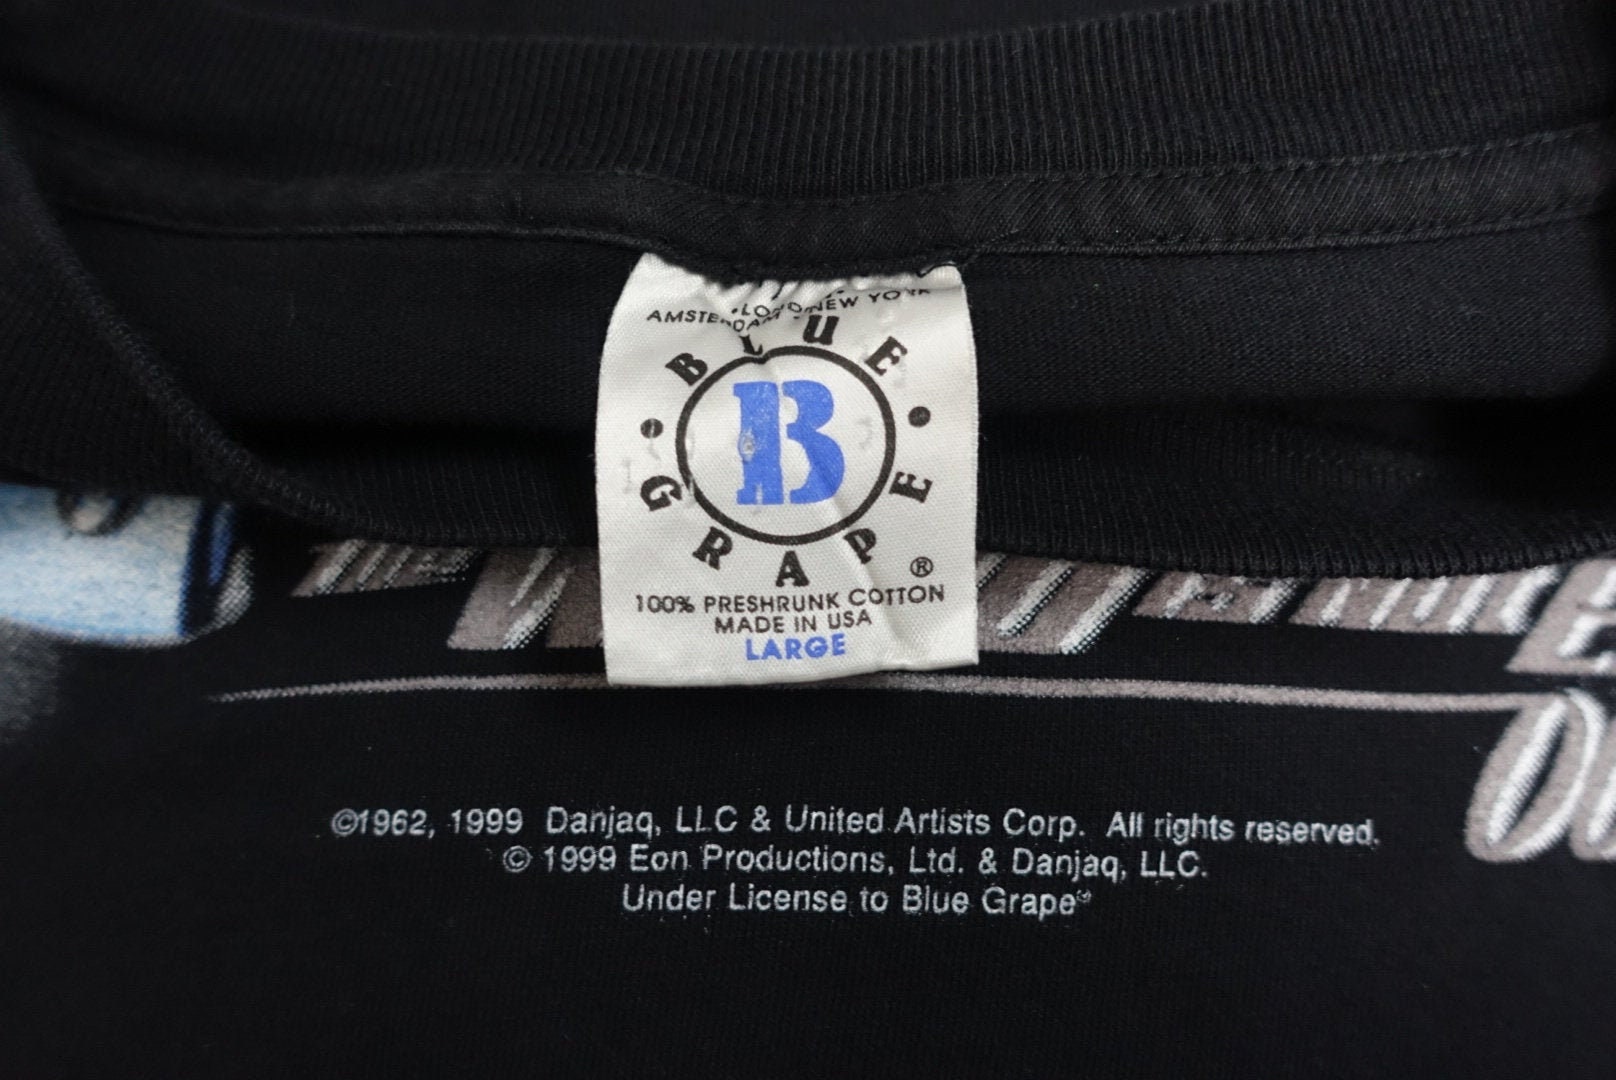 AMSTERDAM • LONDON • NEW YORK
BLUE
B
GRAPE ®
100% PRESHRUNK COTTON
MADE IN USA
LARGE
©1962, 1999 Danjaq, LLC & United Artists Corp. All rights reserved.
© 1999 Eon Productions, Ltd. & Danjaq, LLC.
Under License to Blue Grape